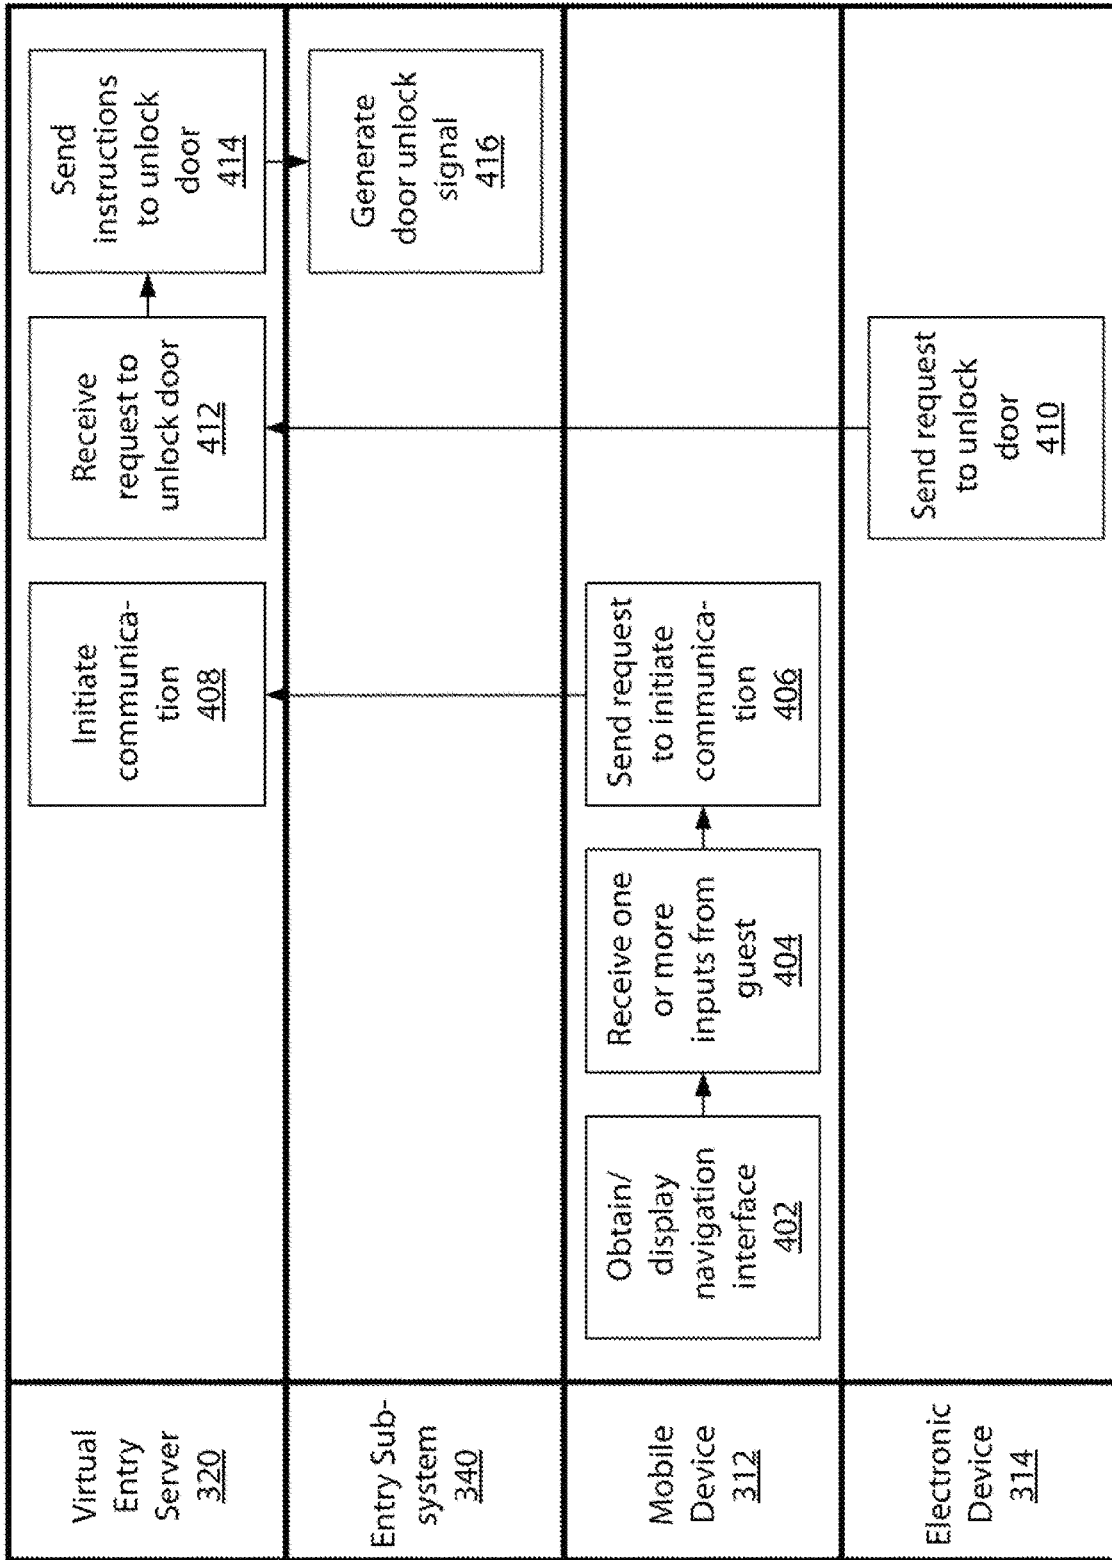 Virtual
Entry
Server
320
Initiate
communica-
tion
408
Receive
request to
unlock door
412
Send
instructions
to unlock
door
414
Entry Sub-
system
340
Generate
door unlock
signal
416
Mobile
Device
312
Obtain/
display
navigation
interface
402
Receive one
or more
inputs from
guest
404
Send request
to initiate
communica-
tion
406
Electronic
Device
314
Send request
to unlock
door
410